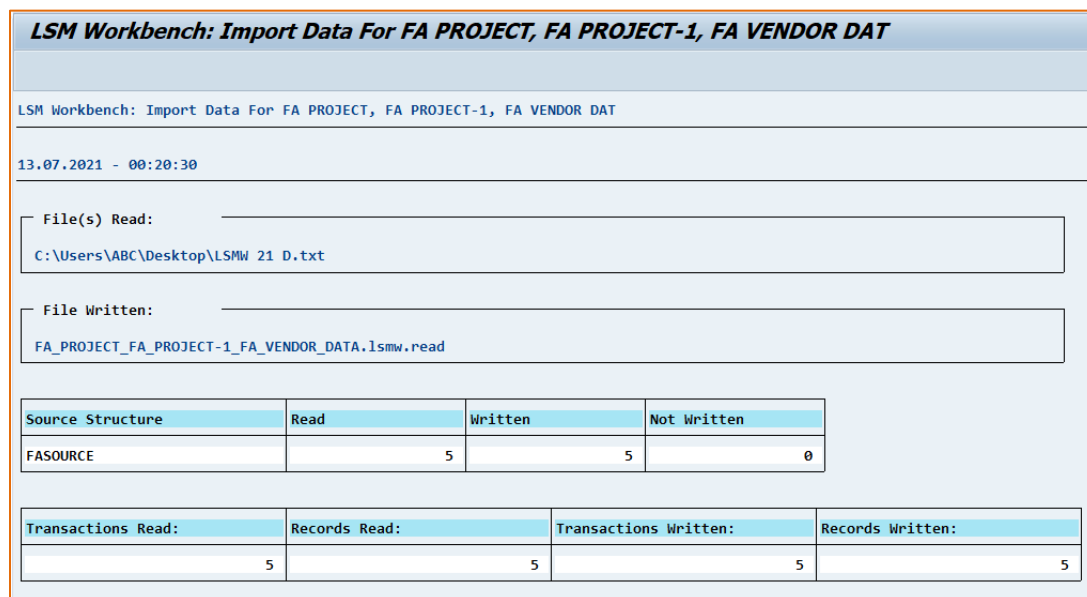 LSM Workbench: Import Data For FA PROJECT, FA PROJECT-1, FA VENDOR DAT
LSM Workbench: Import Data For FA PROJECT, FA PROJECT-1, FA VENDOR DAT
13.07.2021 - 00:20:30
File(s) Read:
C:\Users\ABC\Desktop\LSMW 21 D.txt
File Written:
FA_PROJECT_FA_PROJECT-1_FA_VENDOR_DATA.lsmw.read
Source Structure Read Written Not Written
FASOURCE 5 5 0
Transactions Read: Records Read: Transactions Written: Records Written:
5 5 5 5